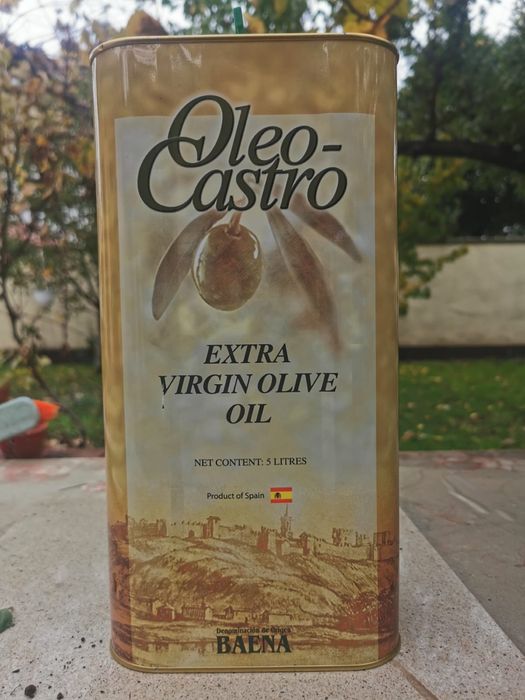 Oleo-
Castro
EXTRA
VIRGIN OLIVE
OIL
NET CONTENT: 5 LITRES
Product of Spain
Denominación de Origen
BAENA